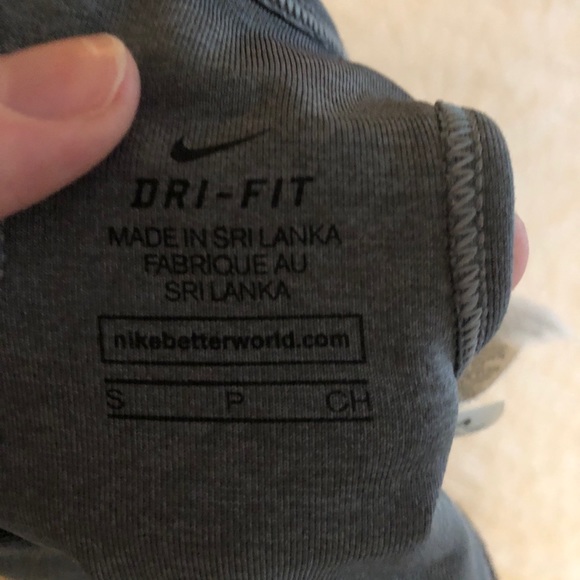 DRI-FIT
MADE IN SRI LANKA
FABRIQUE AU
SRI LANKA
nikebetterworld.com
S P CH